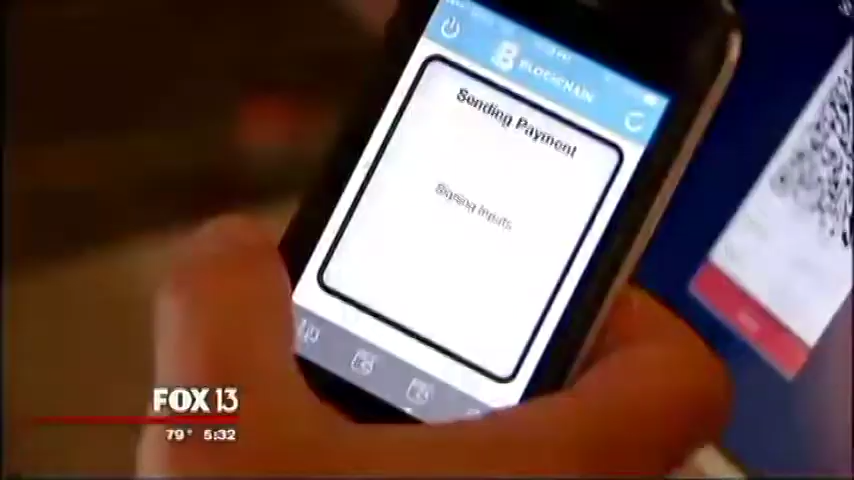 BLOCKCHAIN
Sending Payment
Signing Inputs
FOX 13
79° 5:32